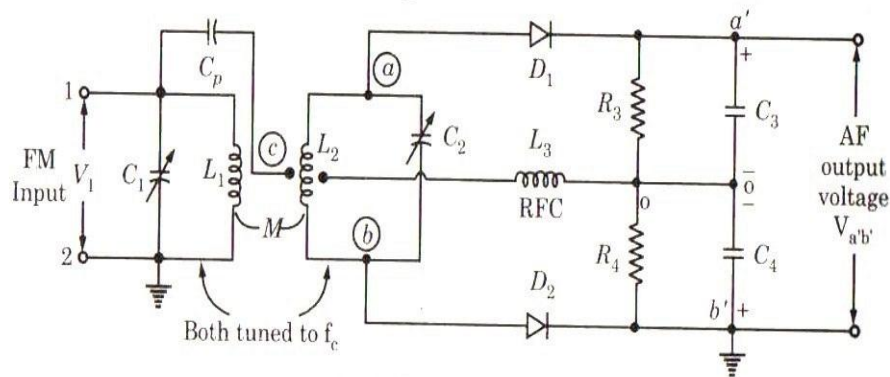 C_p
a
a'
1
D_1
+
R_3
FM
Input
V_1
C_1
L_1
c
L_2
C_2
L_3
C_3
AF
output
voltage
V_a'b'
RFC
o
–
o
–
M
b
2
R_4
C_4
D_2
b'
+
Both tuned to f_c